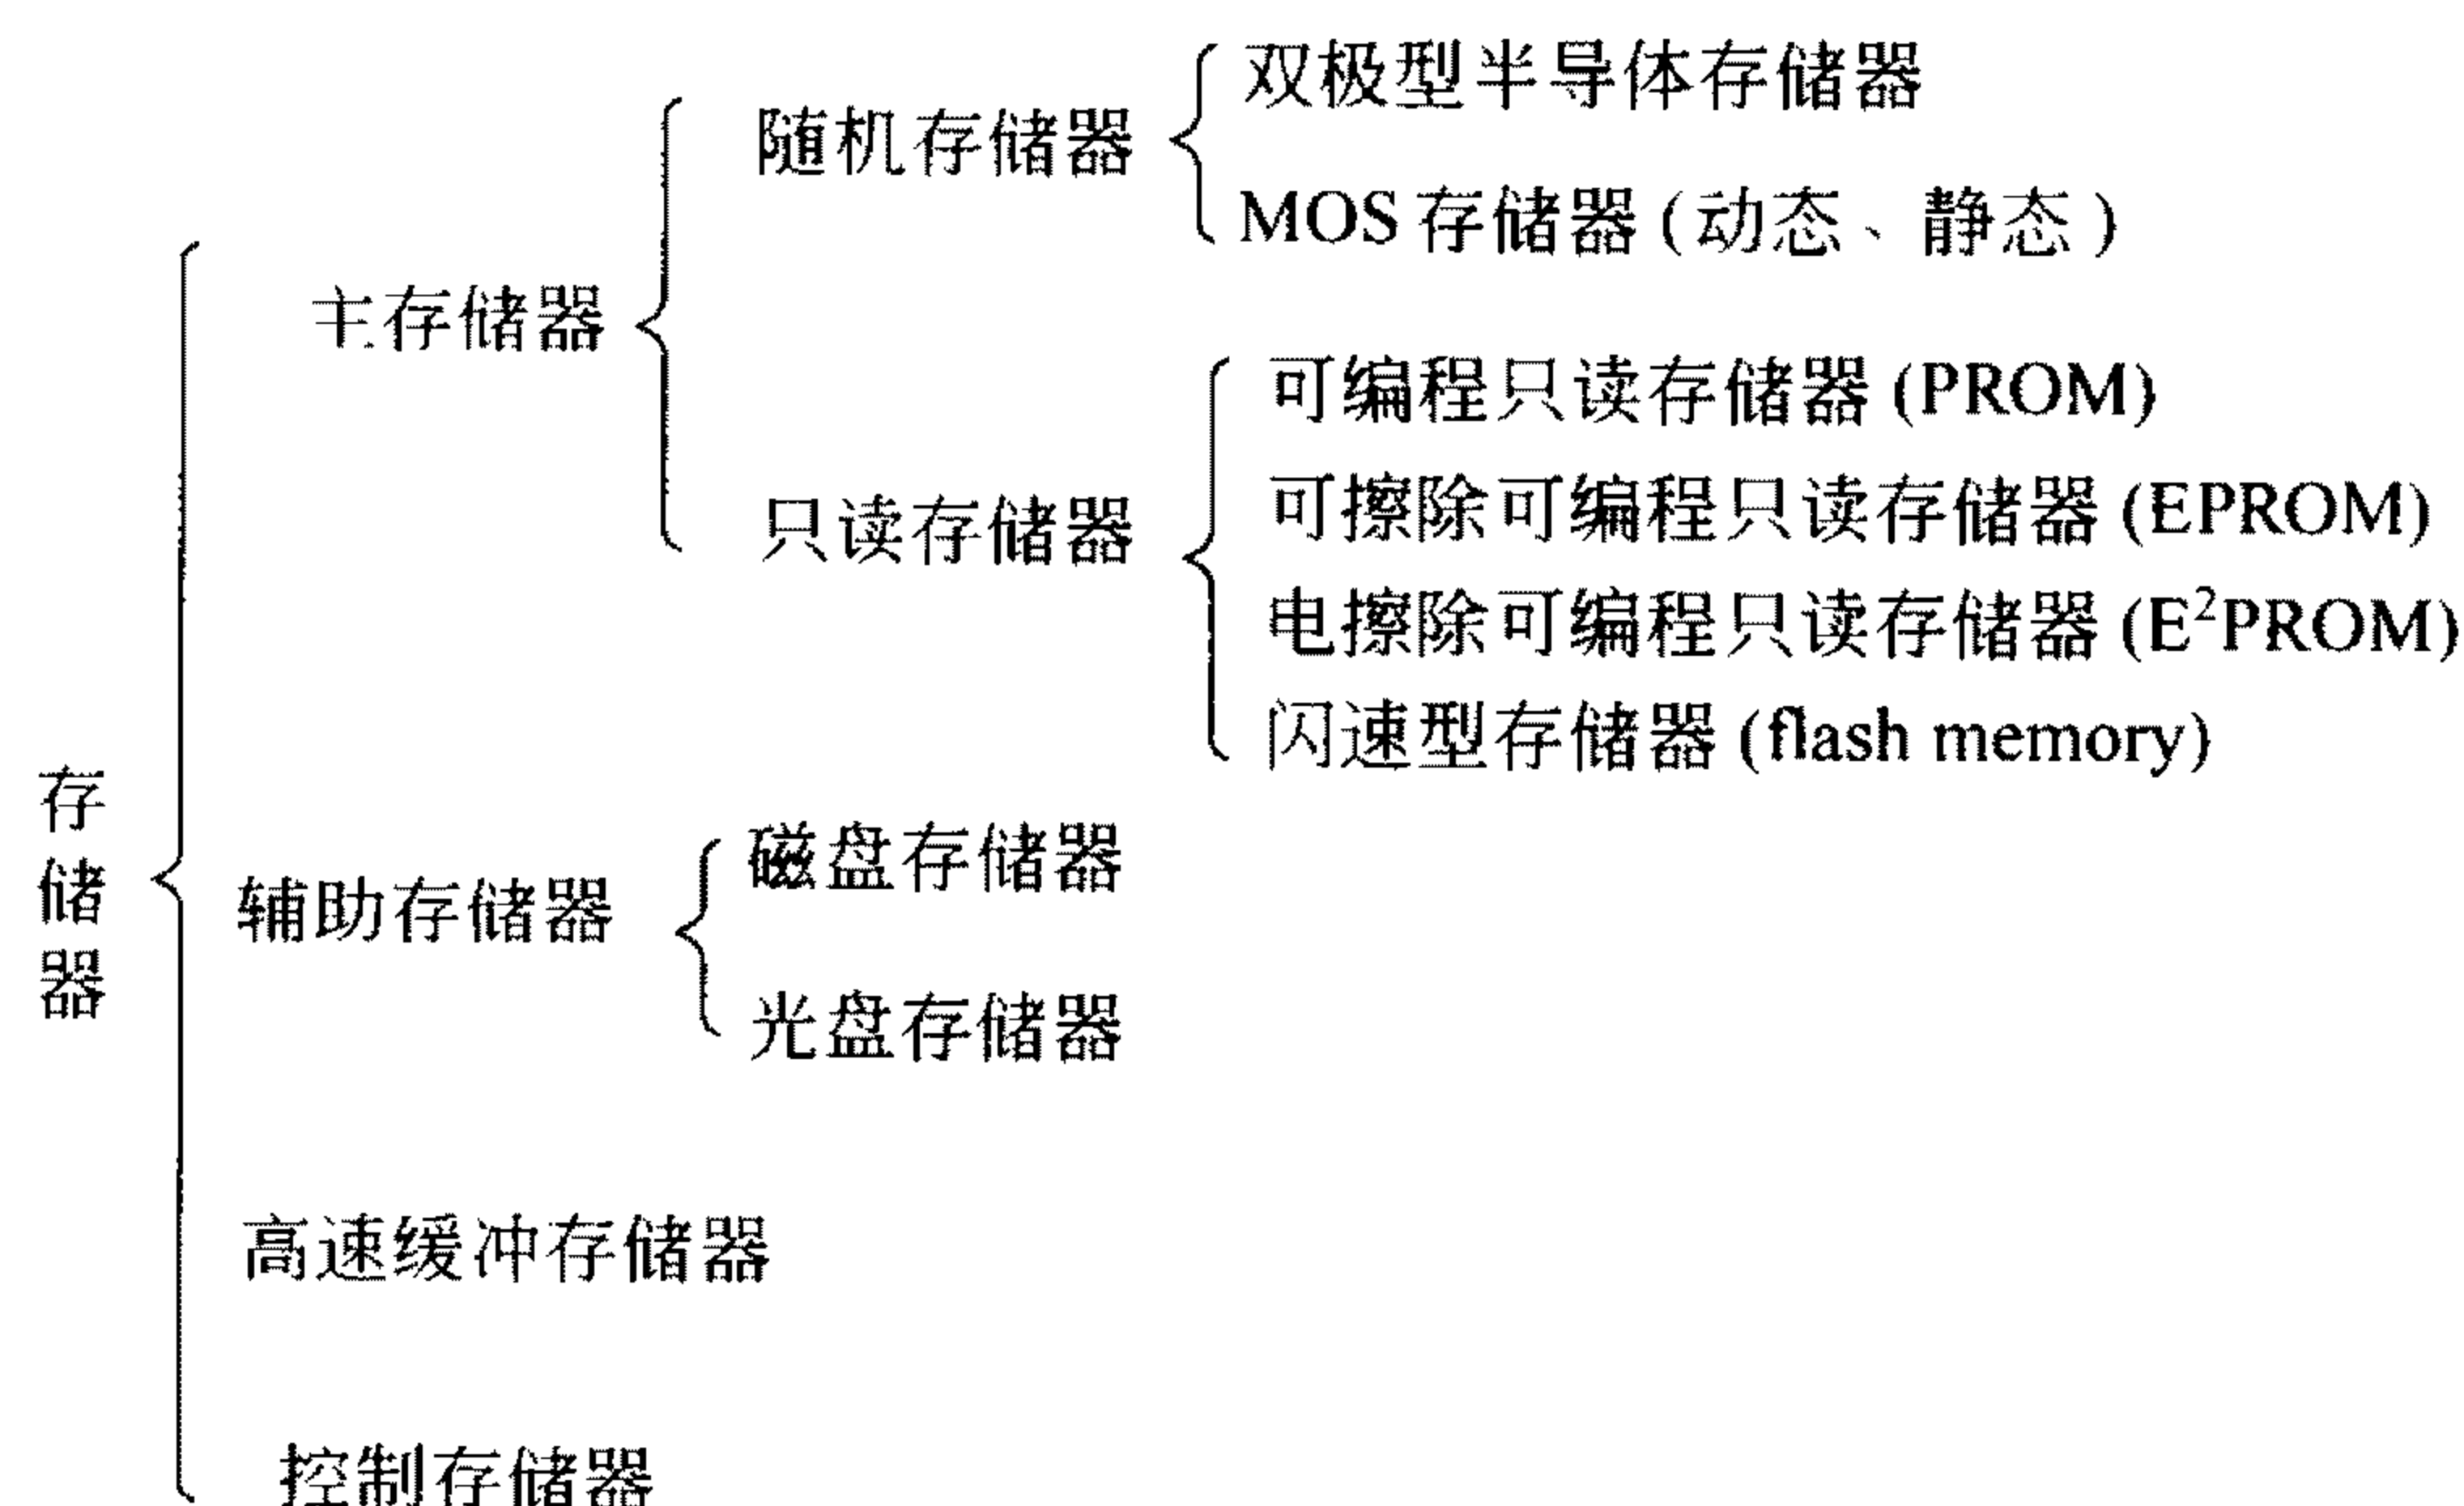 存储器
主存储器
随机存储器
双极型半导体存储器
MOS 存储器 (动态、静态)
只读存储器
可编程只读存储器 (PROM)
可擦除可编程只读存储器 (EPROM)
电擦除可编程只读存储器 (E²PROM)
闪速型存储器 (flash memory)
辅助存储器
磁盘存储器
光盘存储器
高速缓冲存储器
控制存储器